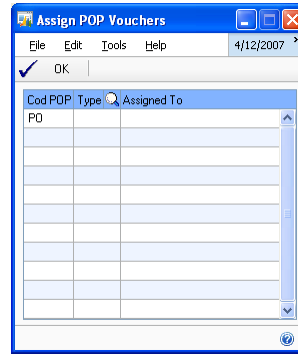 Assign POP Vouchers
File Edit Tools Help 4/12/2007
OK
Cod POP Type Assigned To
PO